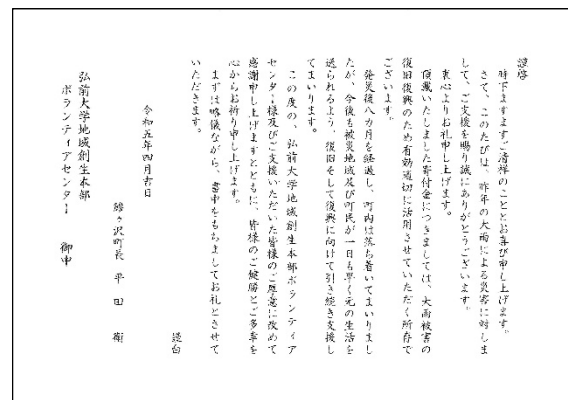 謹啓
時下ますますご清祥のこととお喜び申し上げます。
さて、このたびは、昨年の大雨による災害に対しま
して、ご支援を賜り誠にありがとうございます。
衷心よりお礼申し上げます。
頂戴いたしました寄付金につきましては、大雨被害の
復旧復興のため有効適切に活用させていただく所存で
ございます。
発災後八カ月を経過し、町内は落ち着いてまいりまし
たが、今後も被災地域及び町民が一日も早く元の生活を
送られるよう、復旧そして復興に向けて引き続き支援し
てまいります。
この度の、弘前大学地域創生本部ボランティア
センター様及びご支援いただいた皆様のご厚意に改めて
感謝申し上げますとともに、皆様のご健勝とご多幸を
心からお祈り申し上げます。
まずは略儀ながら、書中をもちましてお礼とさせて
いただきます。
謹白
令和五年四月吉日
鰺ヶ沢町長 平田 衛
弘前大学地域創生本部
ボランティアセンター 御中